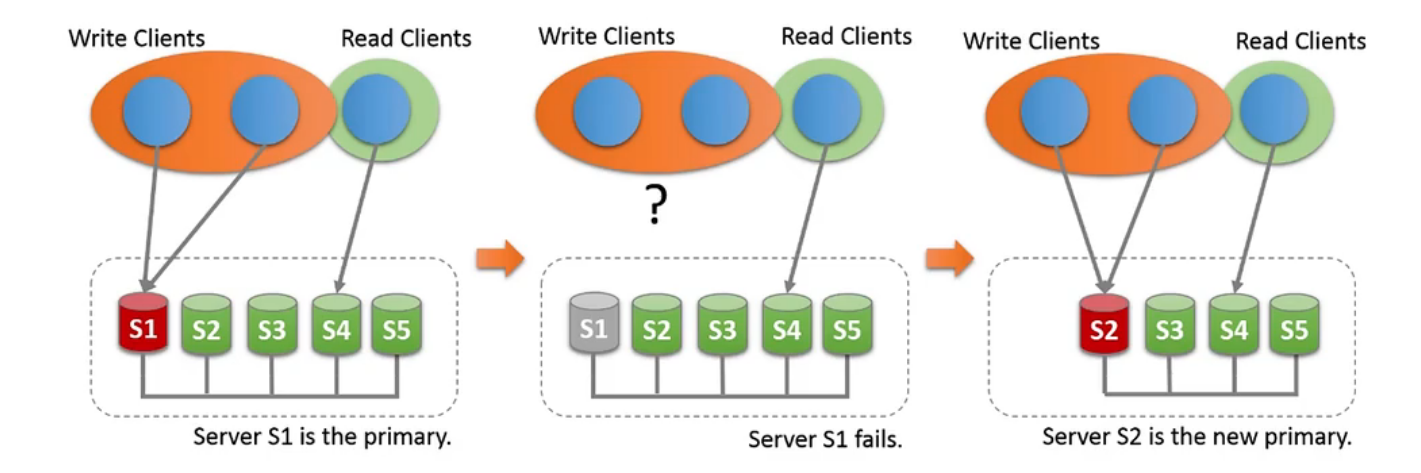 Write Clients
Read Clients
S1
S2
S3
S4
S5
Server S1 is the primary.
Write Clients
Read Clients
?
S1
S2
S3
S4
S5
Server S1 fails.
Write Clients
Read Clients
S2
S3
S4
S5
Server S2 is the new primary.